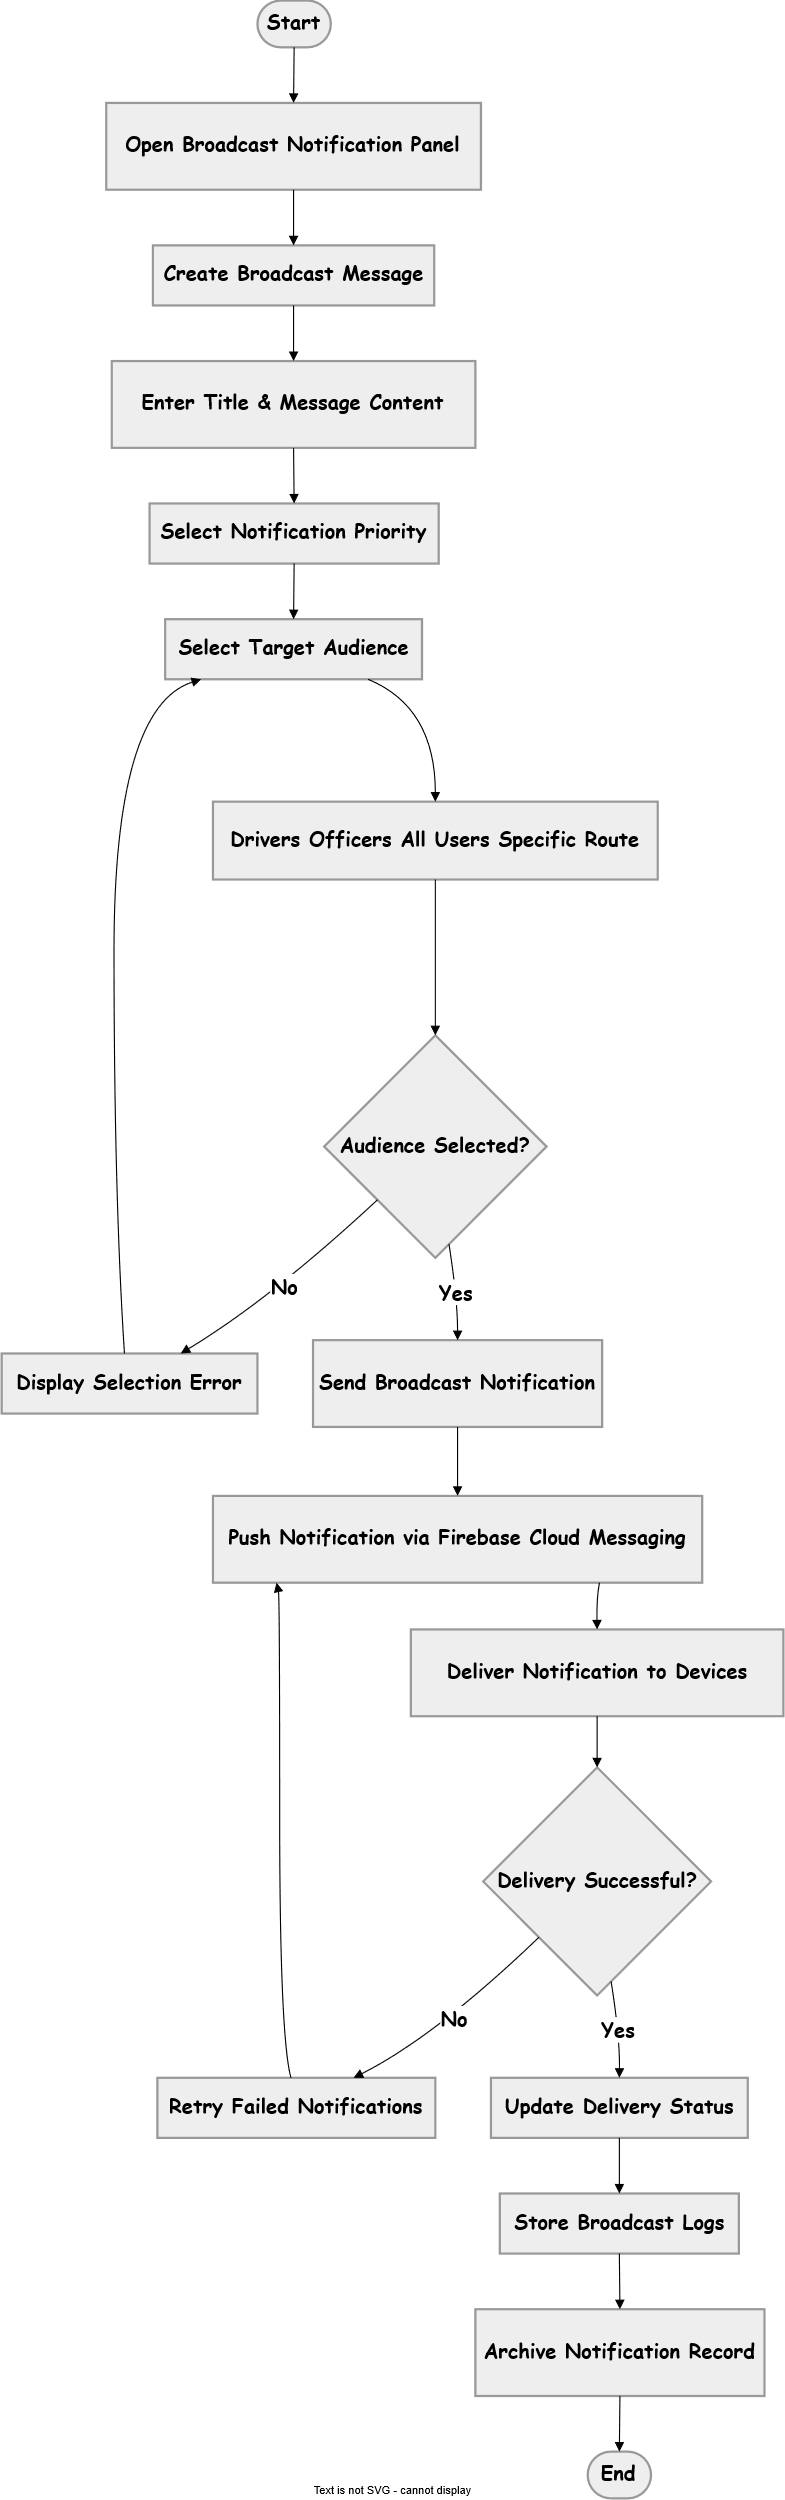 Start
Open Broadcast Notification Panel
Create Broadcast Message
Enter Title & Message Content
Select Notification Priority
Select Target Audience
Drivers Officers All Users Specific Route
Audience Selected?
No
Yes
Display Selection Error
Send Broadcast Notification
Push Notification via Firebase Cloud Messaging
Deliver Notification to Devices
Delivery Successful?
No
Yes
Retry Failed Notifications
Update Delivery Status
Store Broadcast Logs
Archive Notification Record
End
Text is not SVG - cannot display